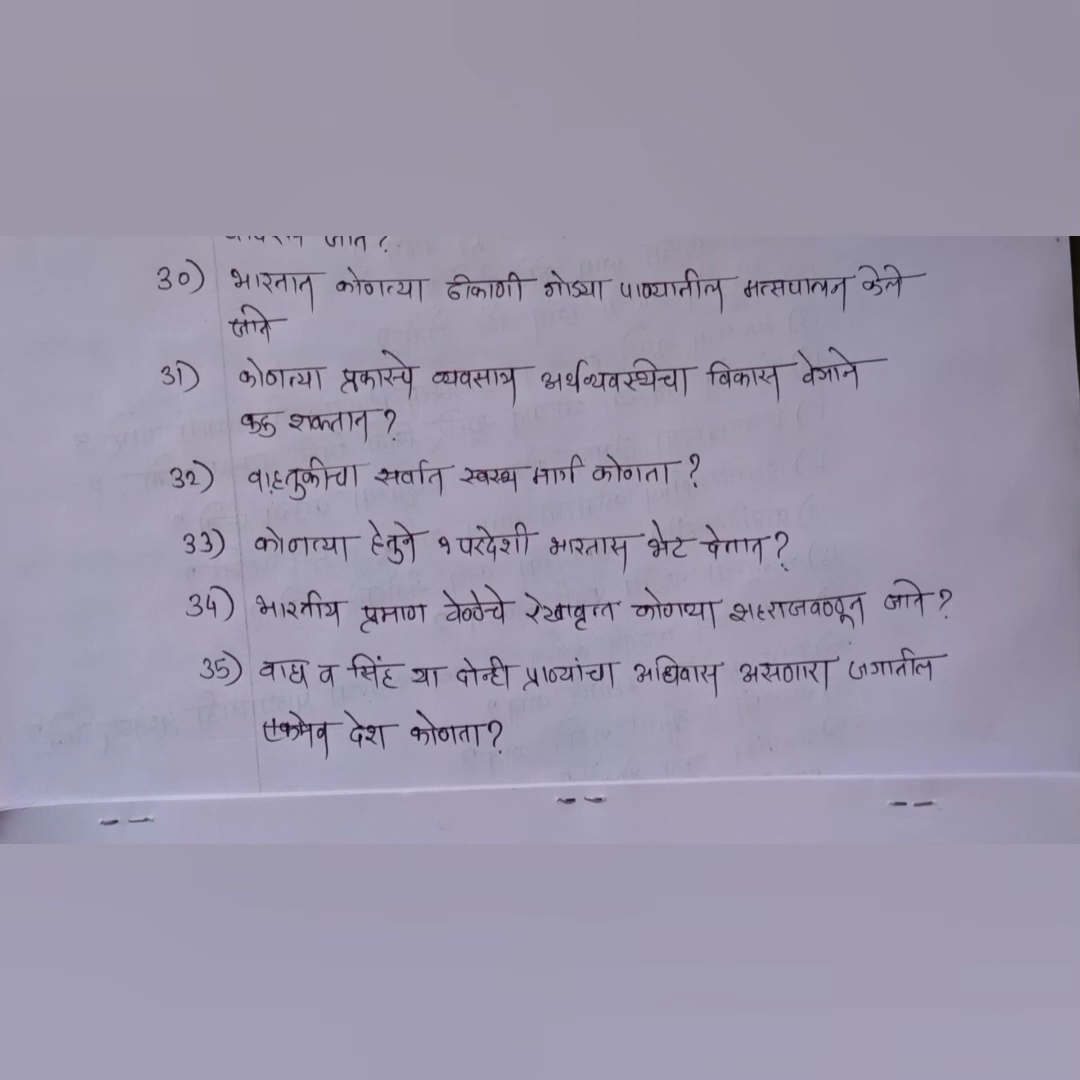 जाते?
30) भारतात कोणत्या ठीकाणी गोड्या पाण्यातील मत्सपालन केले
जाते
31) कोणत्या प्रकारचे व्यवसाय अर्थव्यवस्थेचा विकास वेगाने
करू शकतात?
32) वाहतुकीचा सर्वात स्वस्थ मार्ग कोणता?
33) कोणत्या हेतुने परदेशी भारतास भेट देतात?
34) भारतीय प्रमाण वेळेचे रेखावृत्त कोणत्या शहराजवळून जाते?
35) वाघ व सिंह या दोन्ही प्राण्यांचा अधिवास असणारा जगातील
एकमेव देश कोणता?